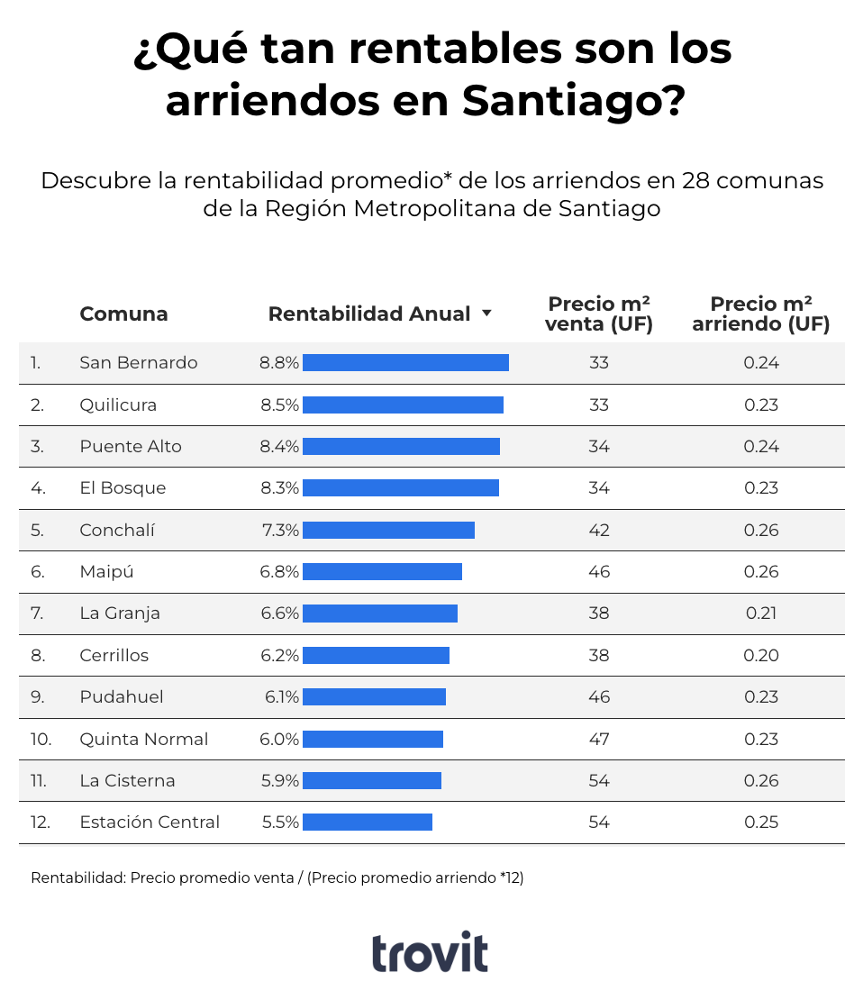 ¿Qué tan rentables son los
arriendos en Santiago?
Descubre la rentabilidad promedio* de los arriendos en 28 comunas
de la Región Metropolitana de Santiago
Comuna Rentabilidad Anual ▼ Precio m² venta (UF) Precio m² arriendo (UF)
1. San Bernardo 8.8% 33 0.24
2. Quilicura 8.5% 33 0.23
3. Puente Alto 8.4% 34 0.24
4. El Bosque 8.3% 34 0.23
5. Conchalí 7.3% 42 0.26
6. Maipú 6.8% 46 0.26
7. La Granja 6.6% 38 0.21
8. Cerrillos 6.2% 38 0.20
9. Pudahuel 6.1% 46 0.23
10. Quinta Normal 6.0% 47 0.23
11. La Cisterna 5.9% 54 0.26
12. Estación Central 5.5% 54 0.25
Rentabilidad: Precio promedio venta / (Precio promedio arriendo *12)
trovit